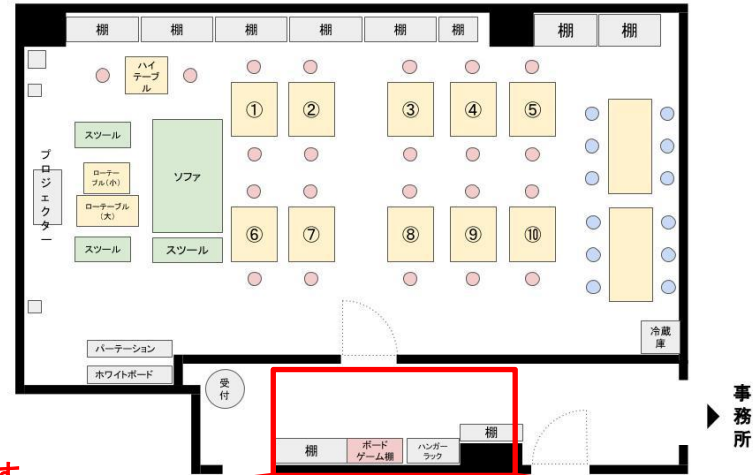 棚
棚
棚
棚
棚
棚
棚
棚
ハイ
テーブ
ル
①
②
③
④
⑤
スツール
ソファ
プロジェクター
ローテー
ブル(小)
ローテーブル
(大)
スツール
スツール
⑥
⑦
⑧
⑨
⑩
冷蔵
庫
パーテーション
ホワイトボード
受
付
事務所
棚
棚
ボード
ゲーム棚
ハンガー
ラック
す